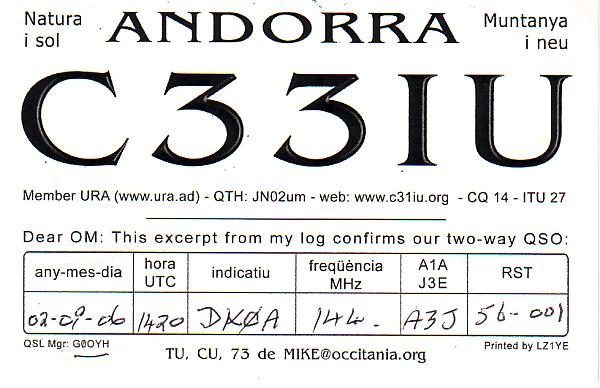 Natura i sol
ANDORRA
Muntanya i neu
C33IU
Member URA (www.ura.ad) - QTH: JN02um - web: www.c31iu.org - CQ 14 - ITU 27
Dear OM: This excerpt from my log confirms our two-way QSO:
any-mes-dia hora UTC indicatiu freqüència MHz A1A J3E RST
02-09-06 1420 DKØA 144. A3J 56-001
QSL Mgr: G0OYH
TU, CU, 73 de MIKE@occitania.org
Printed by LZ1YE